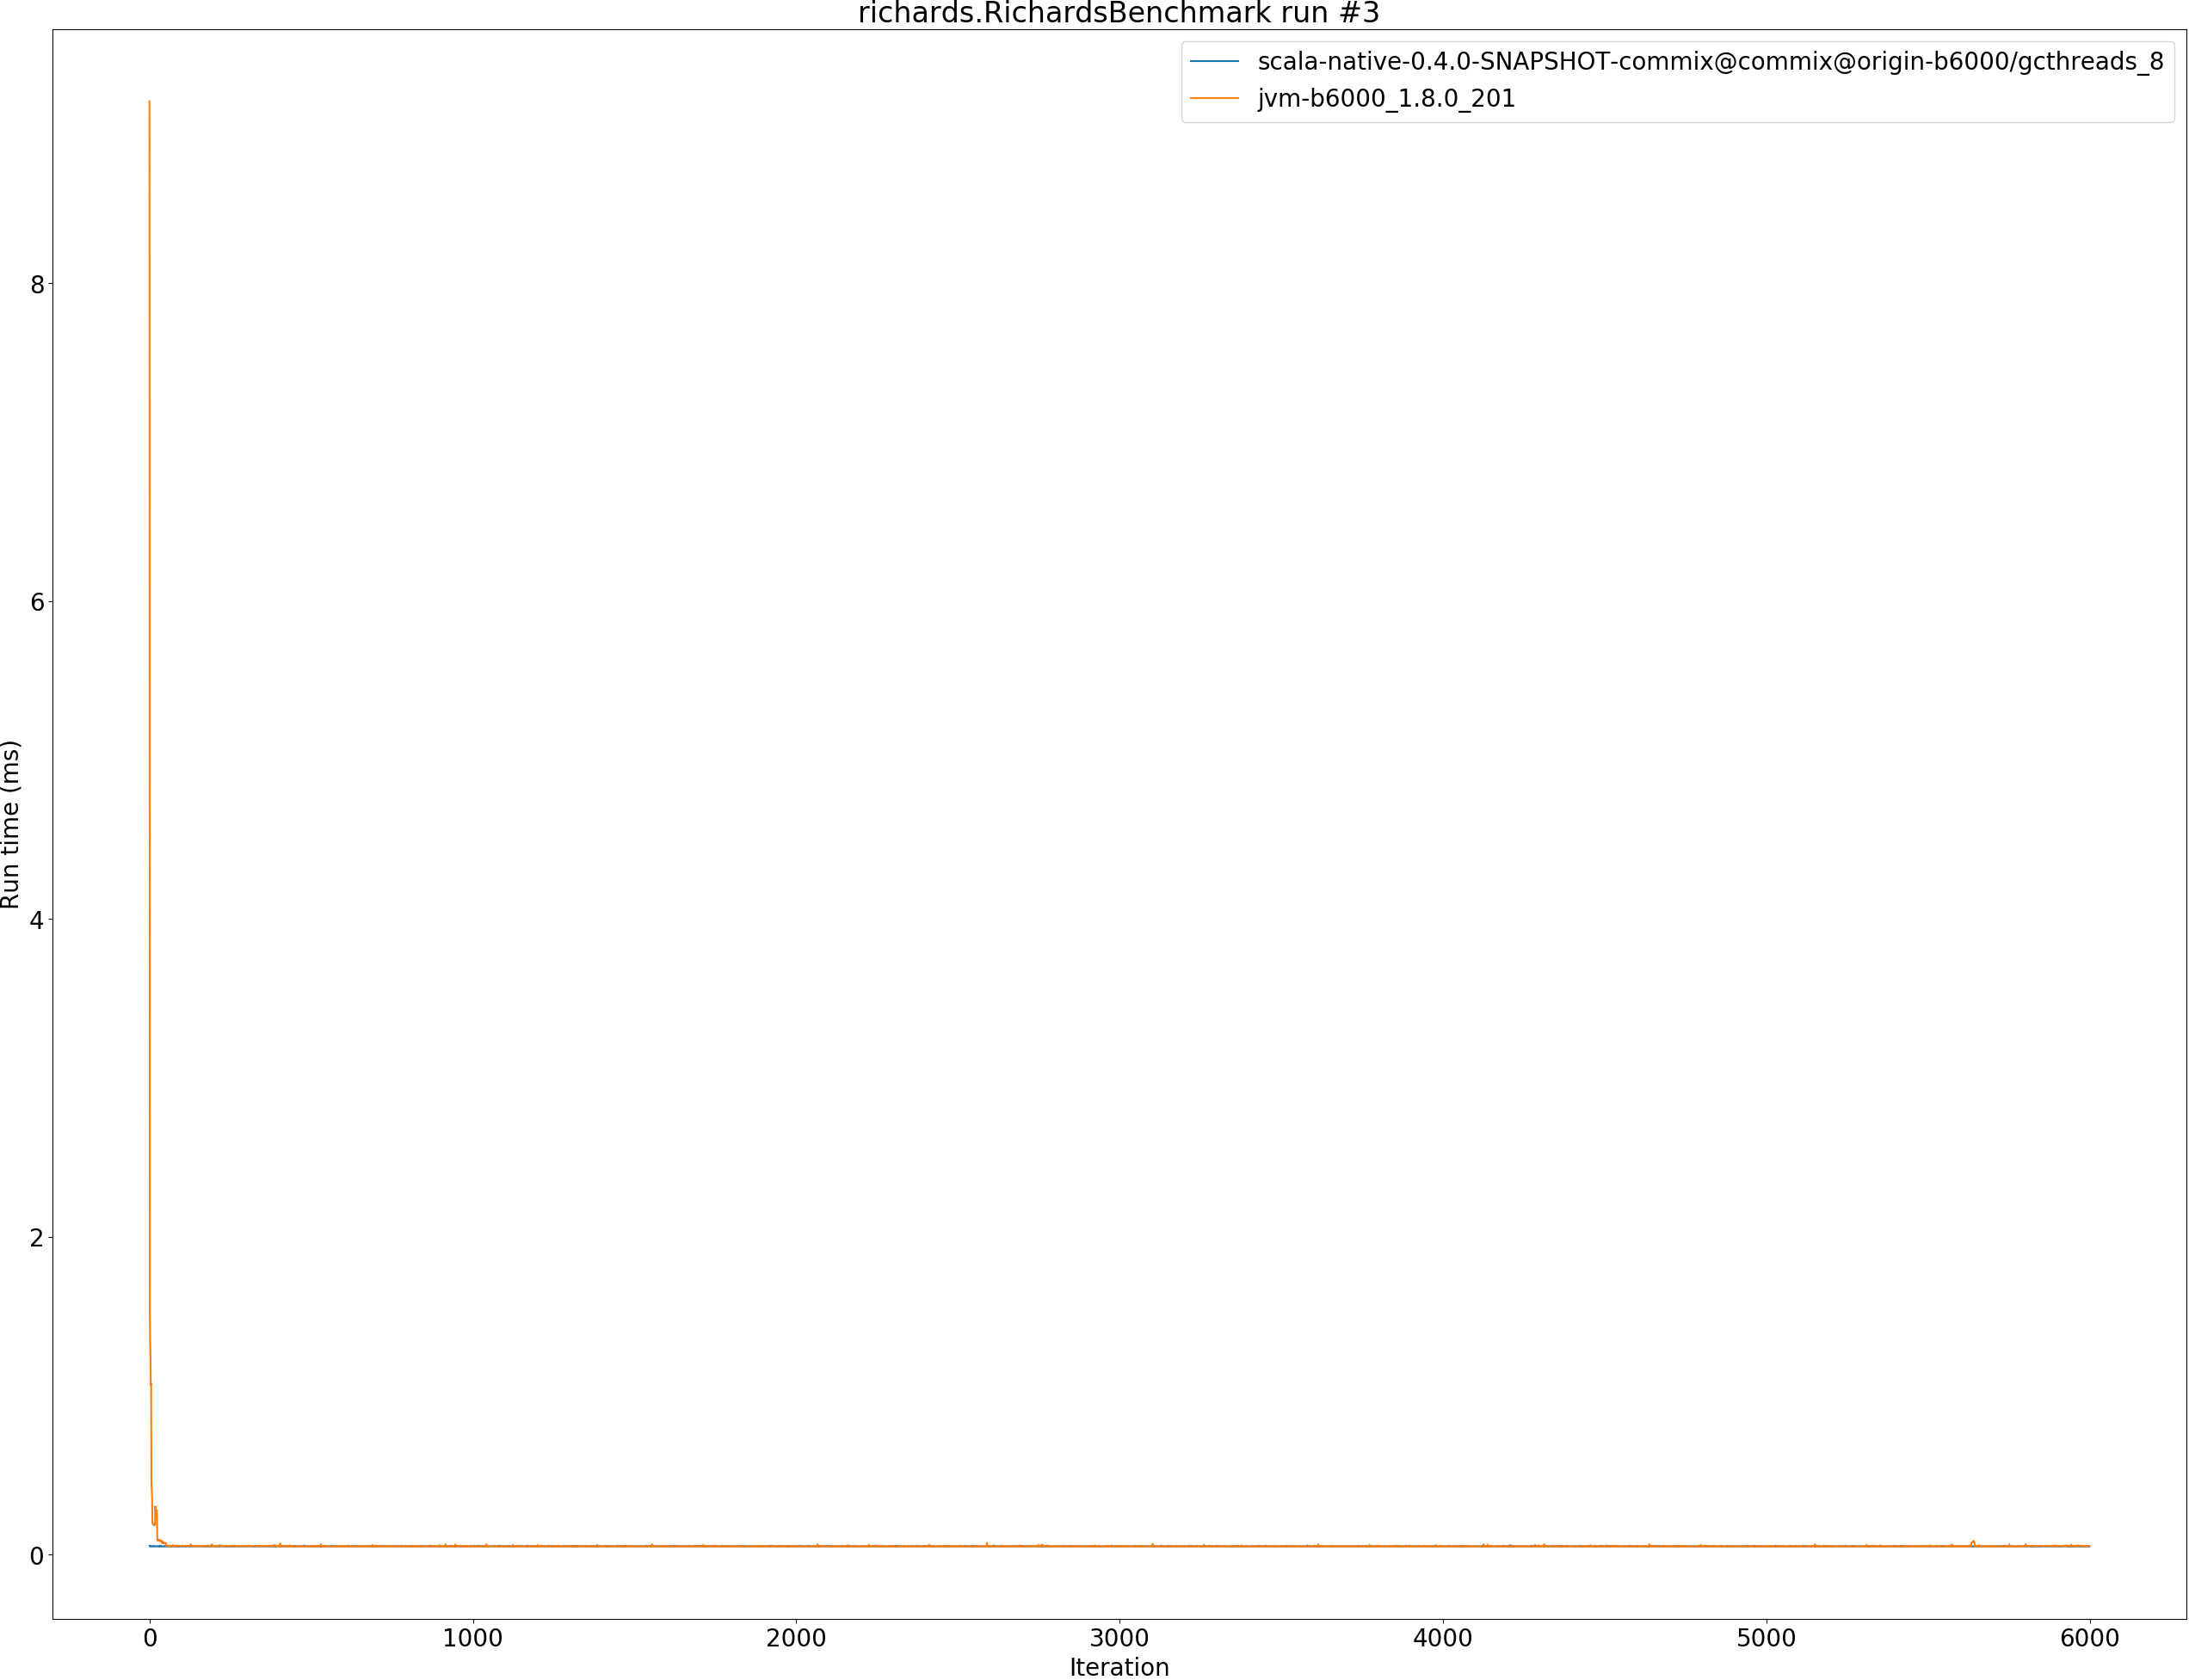 richards.RichardsBenchmark run #3
scala-native-0.4.0-SNAPSHOT-commix@commix@origin-b6000/gcthreads_8
jvm-b6000_1.8.0_201
8
6
4
2
0
Run time (ms)
0 1000 2000 3000 4000 5000 6000
Iteration